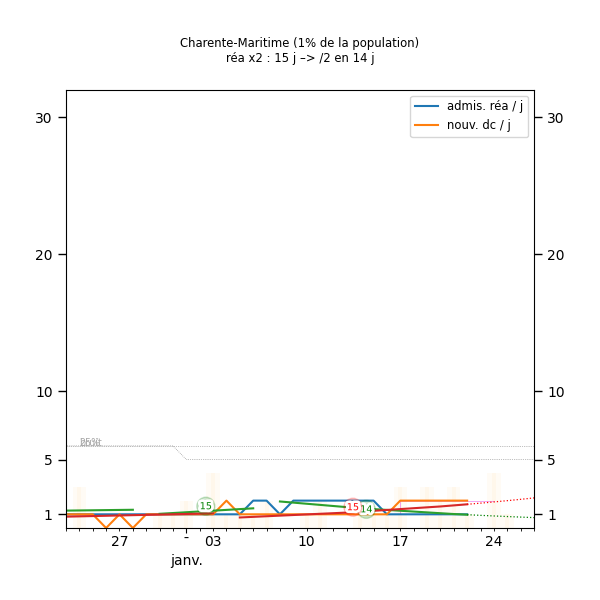 Charente-Maritime (1% de la population)
réa x2 : 15 j –> /2 en 14 j
admis. réa / j
nouv. dc / j
30 30
20 20
10 10
5 5
15 15 14
1 1
27 - 03 10 17 24
janv.